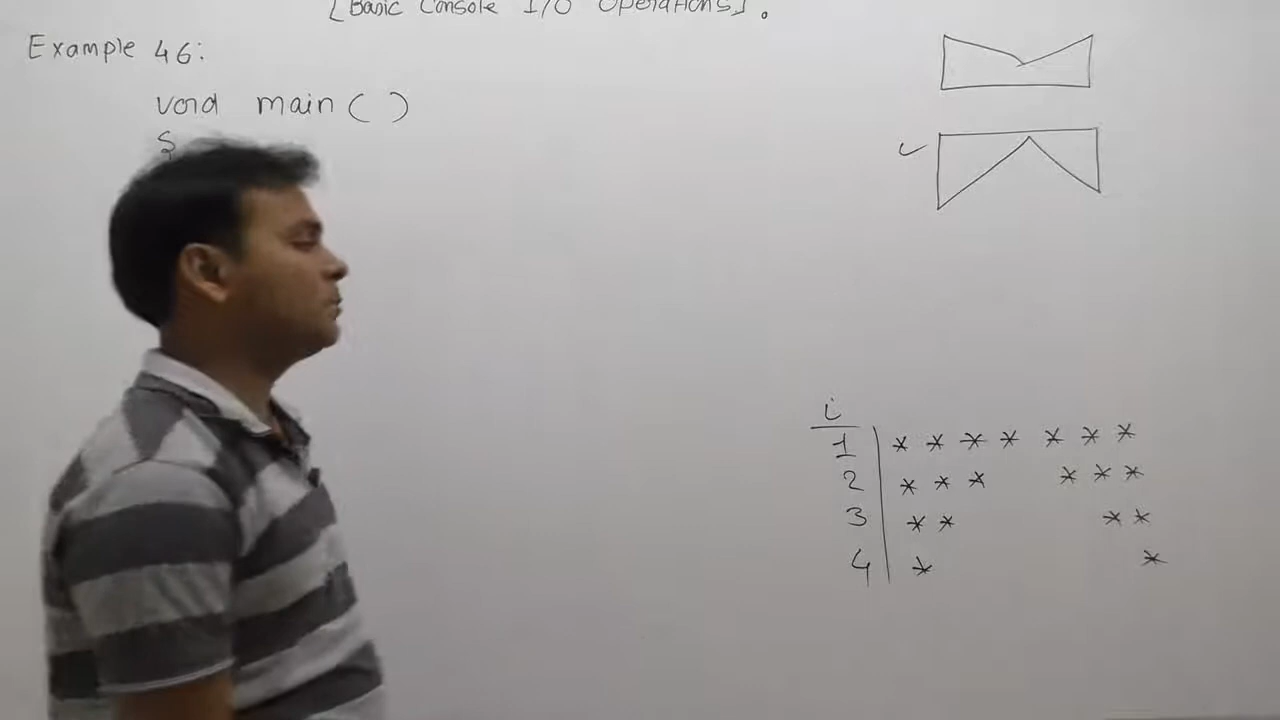 [Basic Console I/O Operations].
Example 46:
void main( )
{
i
1 * * * * * * *
2 * * * * * *
3 * * * *
4 * *